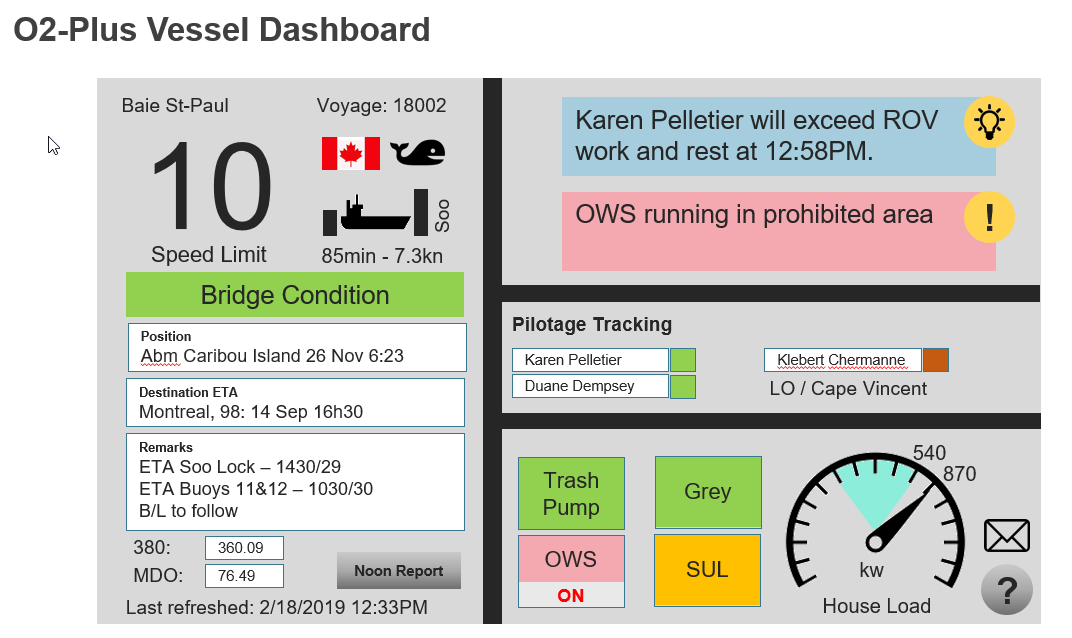 O2-Plus Vessel Dashboard
Baie St-Paul
Voyage: 18002
10
Speed Limit
Soo
85min - 7.3kn
Bridge Condition
Position
Abm Caribou Island 26 Nov 6:23
Destination ETA
Montreal, 98: 14 Sep 16h30
Remarks
ETA Soo Lock – 1430/29
ETA Buoys 11&12 – 1030/30
B/L to follow
380: 360.09
MDO: 76.49
Noon Report
Last refreshed: 2/18/2019 12:33PM
Karen Pelletier will exceed ROV
work and rest at 12:58PM.
OWS running in prohibited area
!
Pilotage Tracking
Karen Pelletier
Duane Dempsey
Klebert Chermanne
LO / Cape Vincent
Trash
Pump
Grey
OWS
ON
SUL
540
870
kw
House Load
?